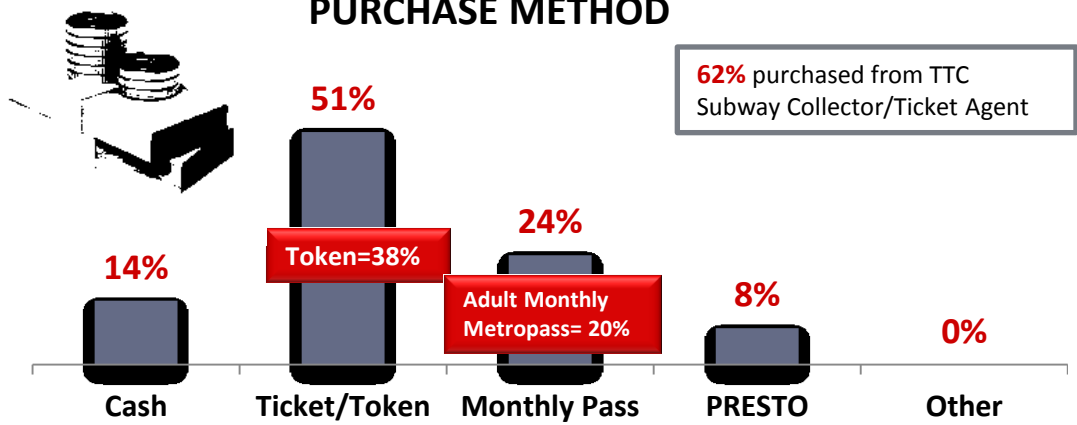 PURCHASE METHOD
62% purchased from TTC
Subway Collector/Ticket Agent
51%
24%
14%
8%
0%
Token=38%
Adult Monthly
Metropass= 20%
Cash
Ticket/Token
Monthly Pass
PRESTO
Other